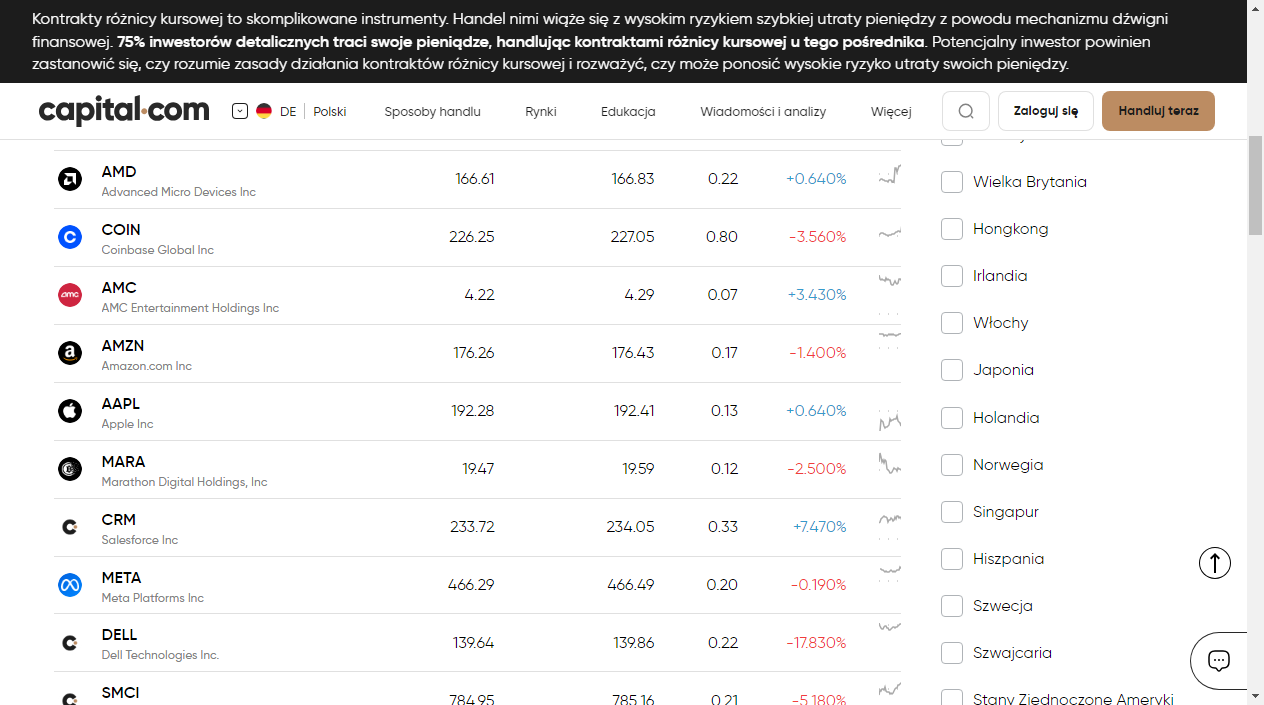 Kontrakty różnicy kursowej to skomplikowane instrumenty. Handel nimi wiąże się z wysokim ryzykiem szybkiej utraty pieniędzy z powodu mechanizmu dźwigni
finansowej. 75% inwestorów detalicznych traci swoje pieniądze, handlując kontraktami różnicy kursowej u tego pośrednika. Potencjalny inwestor powinien
zastanowić się, czy rozumie zasady działania kontraktów różnicy kursowej i rozważyć, czy może ponosić wysokie ryzyko utraty swoich pieniędzy.
capital.com DE Polski Sposoby handlu Rynki Edukacja Wiadomości i analizy Więcej Zaloguj się Handluj teraz
AMD 166.61 166.83 0.22 +0.640%
Advanced Micro Devices Inc
COIN 226.25 227.05 0.80 -3.560%
Coinbase Global Inc
AMC 4.22 4.29 0.07 +3.430%
AMC Entertainment Holdings Inc
AMZN 176.26 176.43 0.17 -1.400%
Amazon.com Inc
AAPL 192.28 192.41 0.13 +0.640%
Apple Inc
MARA 19.47 19.59 0.12 -2.500%
Marathon Digital Holdings, Inc
CRM 233.72 234.05 0.33 +7.470%
Salesforce Inc
META 466.29 466.49 0.20 -0.190%
Meta Platforms Inc
DELL 139.64 139.86 0.22 -17.830%
Dell Technologies Inc.
SMCI 784.95 785.16 0.21 -5.180%
Wielka Brytania
Hongkong
Irlandia
Włochy
Japonia
Holandia
Norwegia
Singapur
Hiszpania
Szwecja
Szwajcaria
Stany Zjednoczone Ameryki